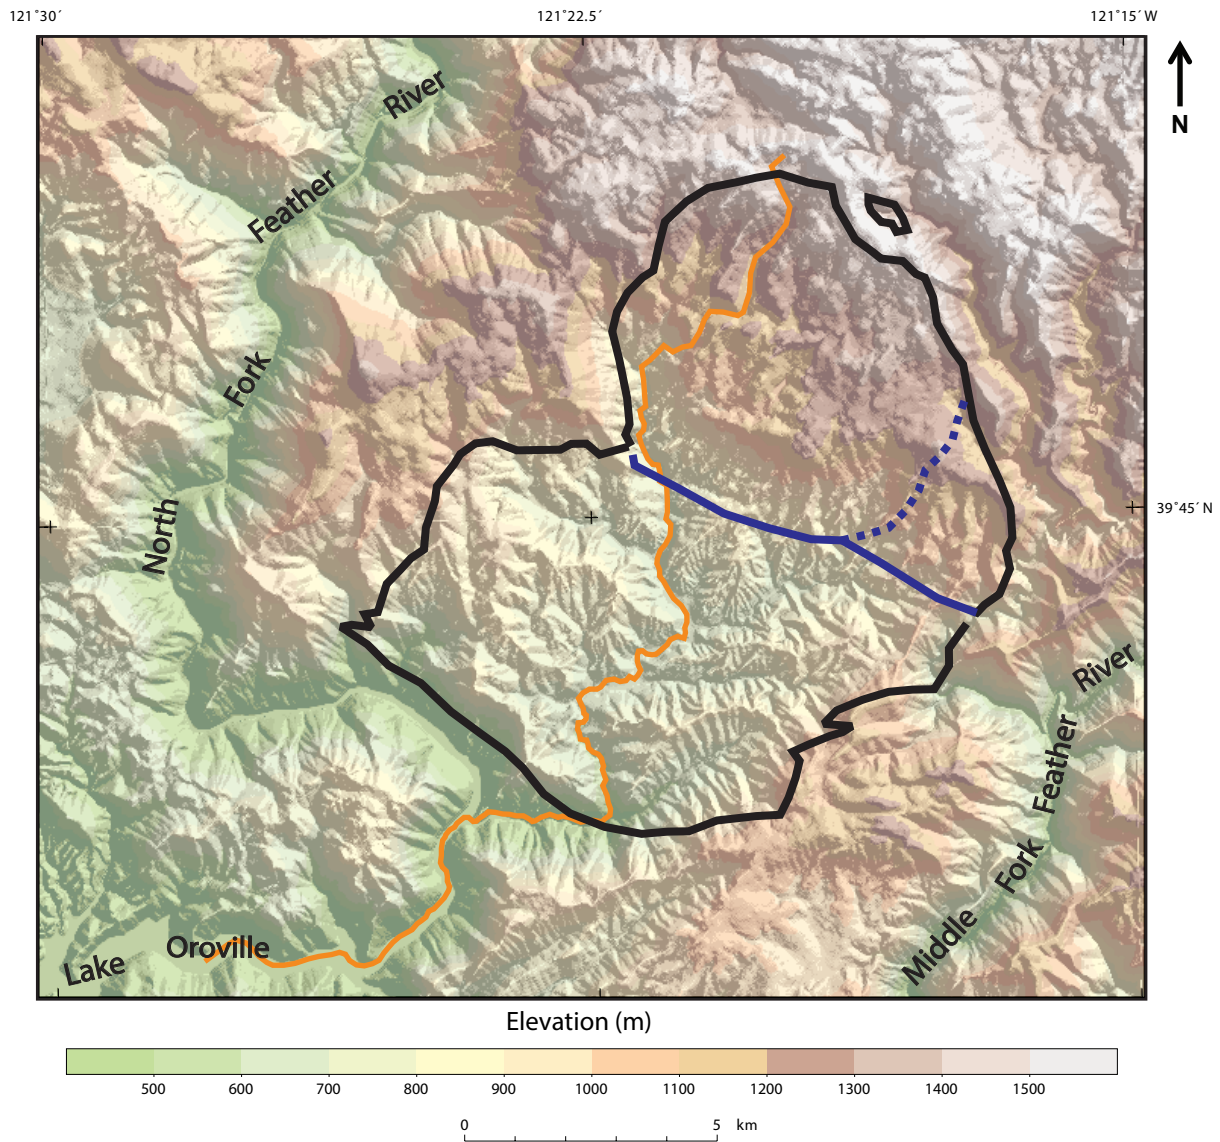 121˚30´
121˚22.5´
121˚15´ W
N
River
Feather
Fork
North
39˚45´ N
River
Feather
Fork
Middle
Oroville
Lake
Elevation (m)
500 600 700 800 900 1000 1100 1200 1300 1400 1500
0 5 km